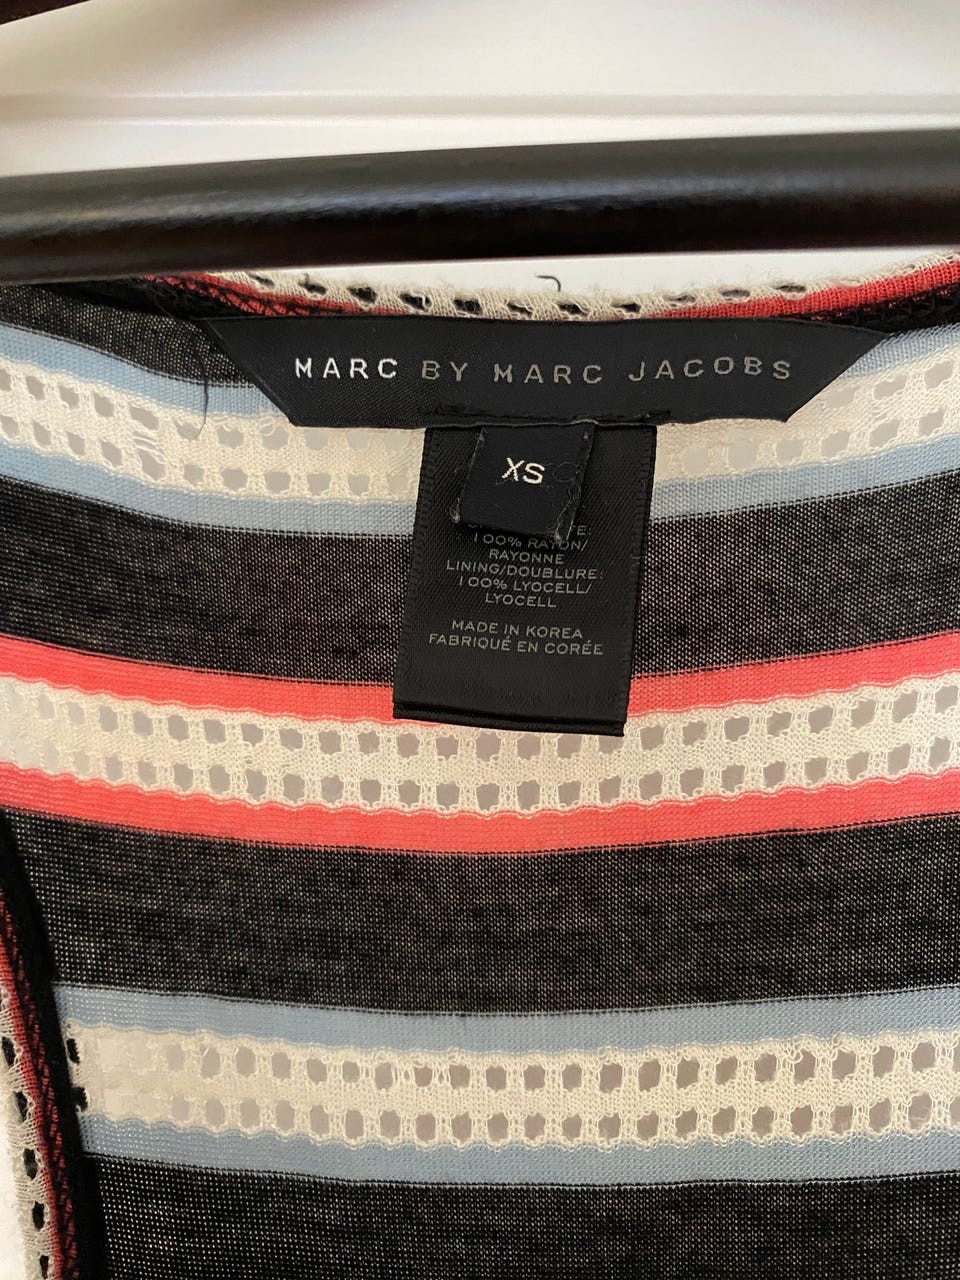 MARC BY MARC JACOBS
XS
100% RAYON/
RAYONNE
LINING/DOUBLURE:
100% LYOCELL/
LYOCELL
MADE IN KOREA
FABRIQUÉ EN CORÉE